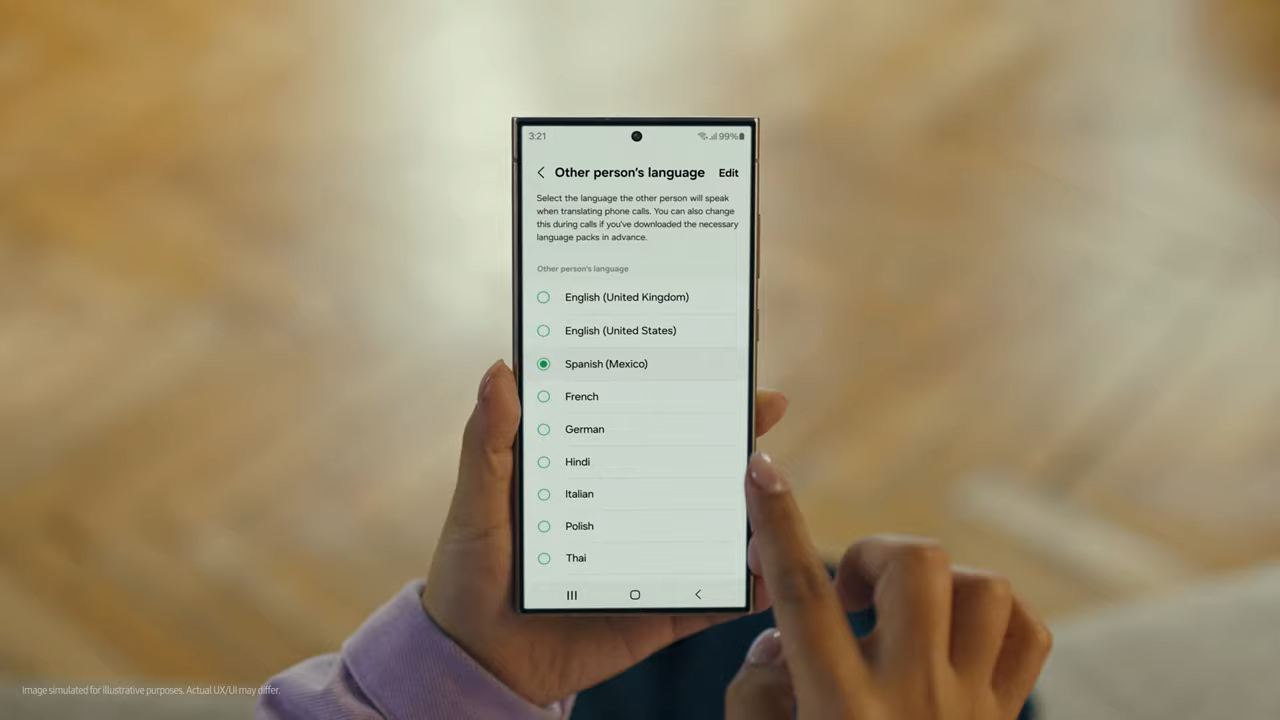 3:21
99%
Other person's language
Edit
Select the language the other person will speak
when translating phone calls. You can also change
this during calls if you've downloaded the necessary
language packs in advance.
Other person's language
English (United Kingdom)
English (United States)
Spanish (Mexico)
French
German
Hindi
Italian
Polish
Thai
Image simulated for illustrative purposes. Actual UX/UI may differ.